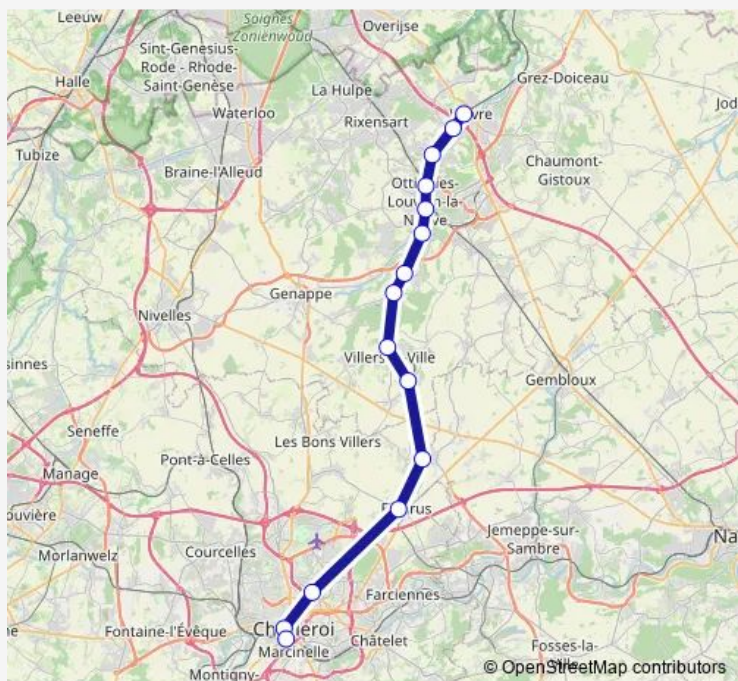 Leeuw
Soignes
Zoniënwoud
Overijse
Sint-Genesius-
Rode - Rhode-
Saint-Genèse
Halle
La Hulpe
Grez-Doiceau
Waterloo
Rixensart
Jod
Tubize
Braine-l'Alleud
Chaumont-
Gistoux
Genappe
Nivelles
Villers
Ville
Gembloux
Seneffe
Les Bons Villers
Pont-à-Celles
Manage
Jemeppe-sur-
Sambre
Na
Morlanwelz
Courcelles
Farciennes
Fontaine-l'Évêque
Châtelet
Marcinelle
Fosses-la-
Montigny-
© OpenStreetMap contributors